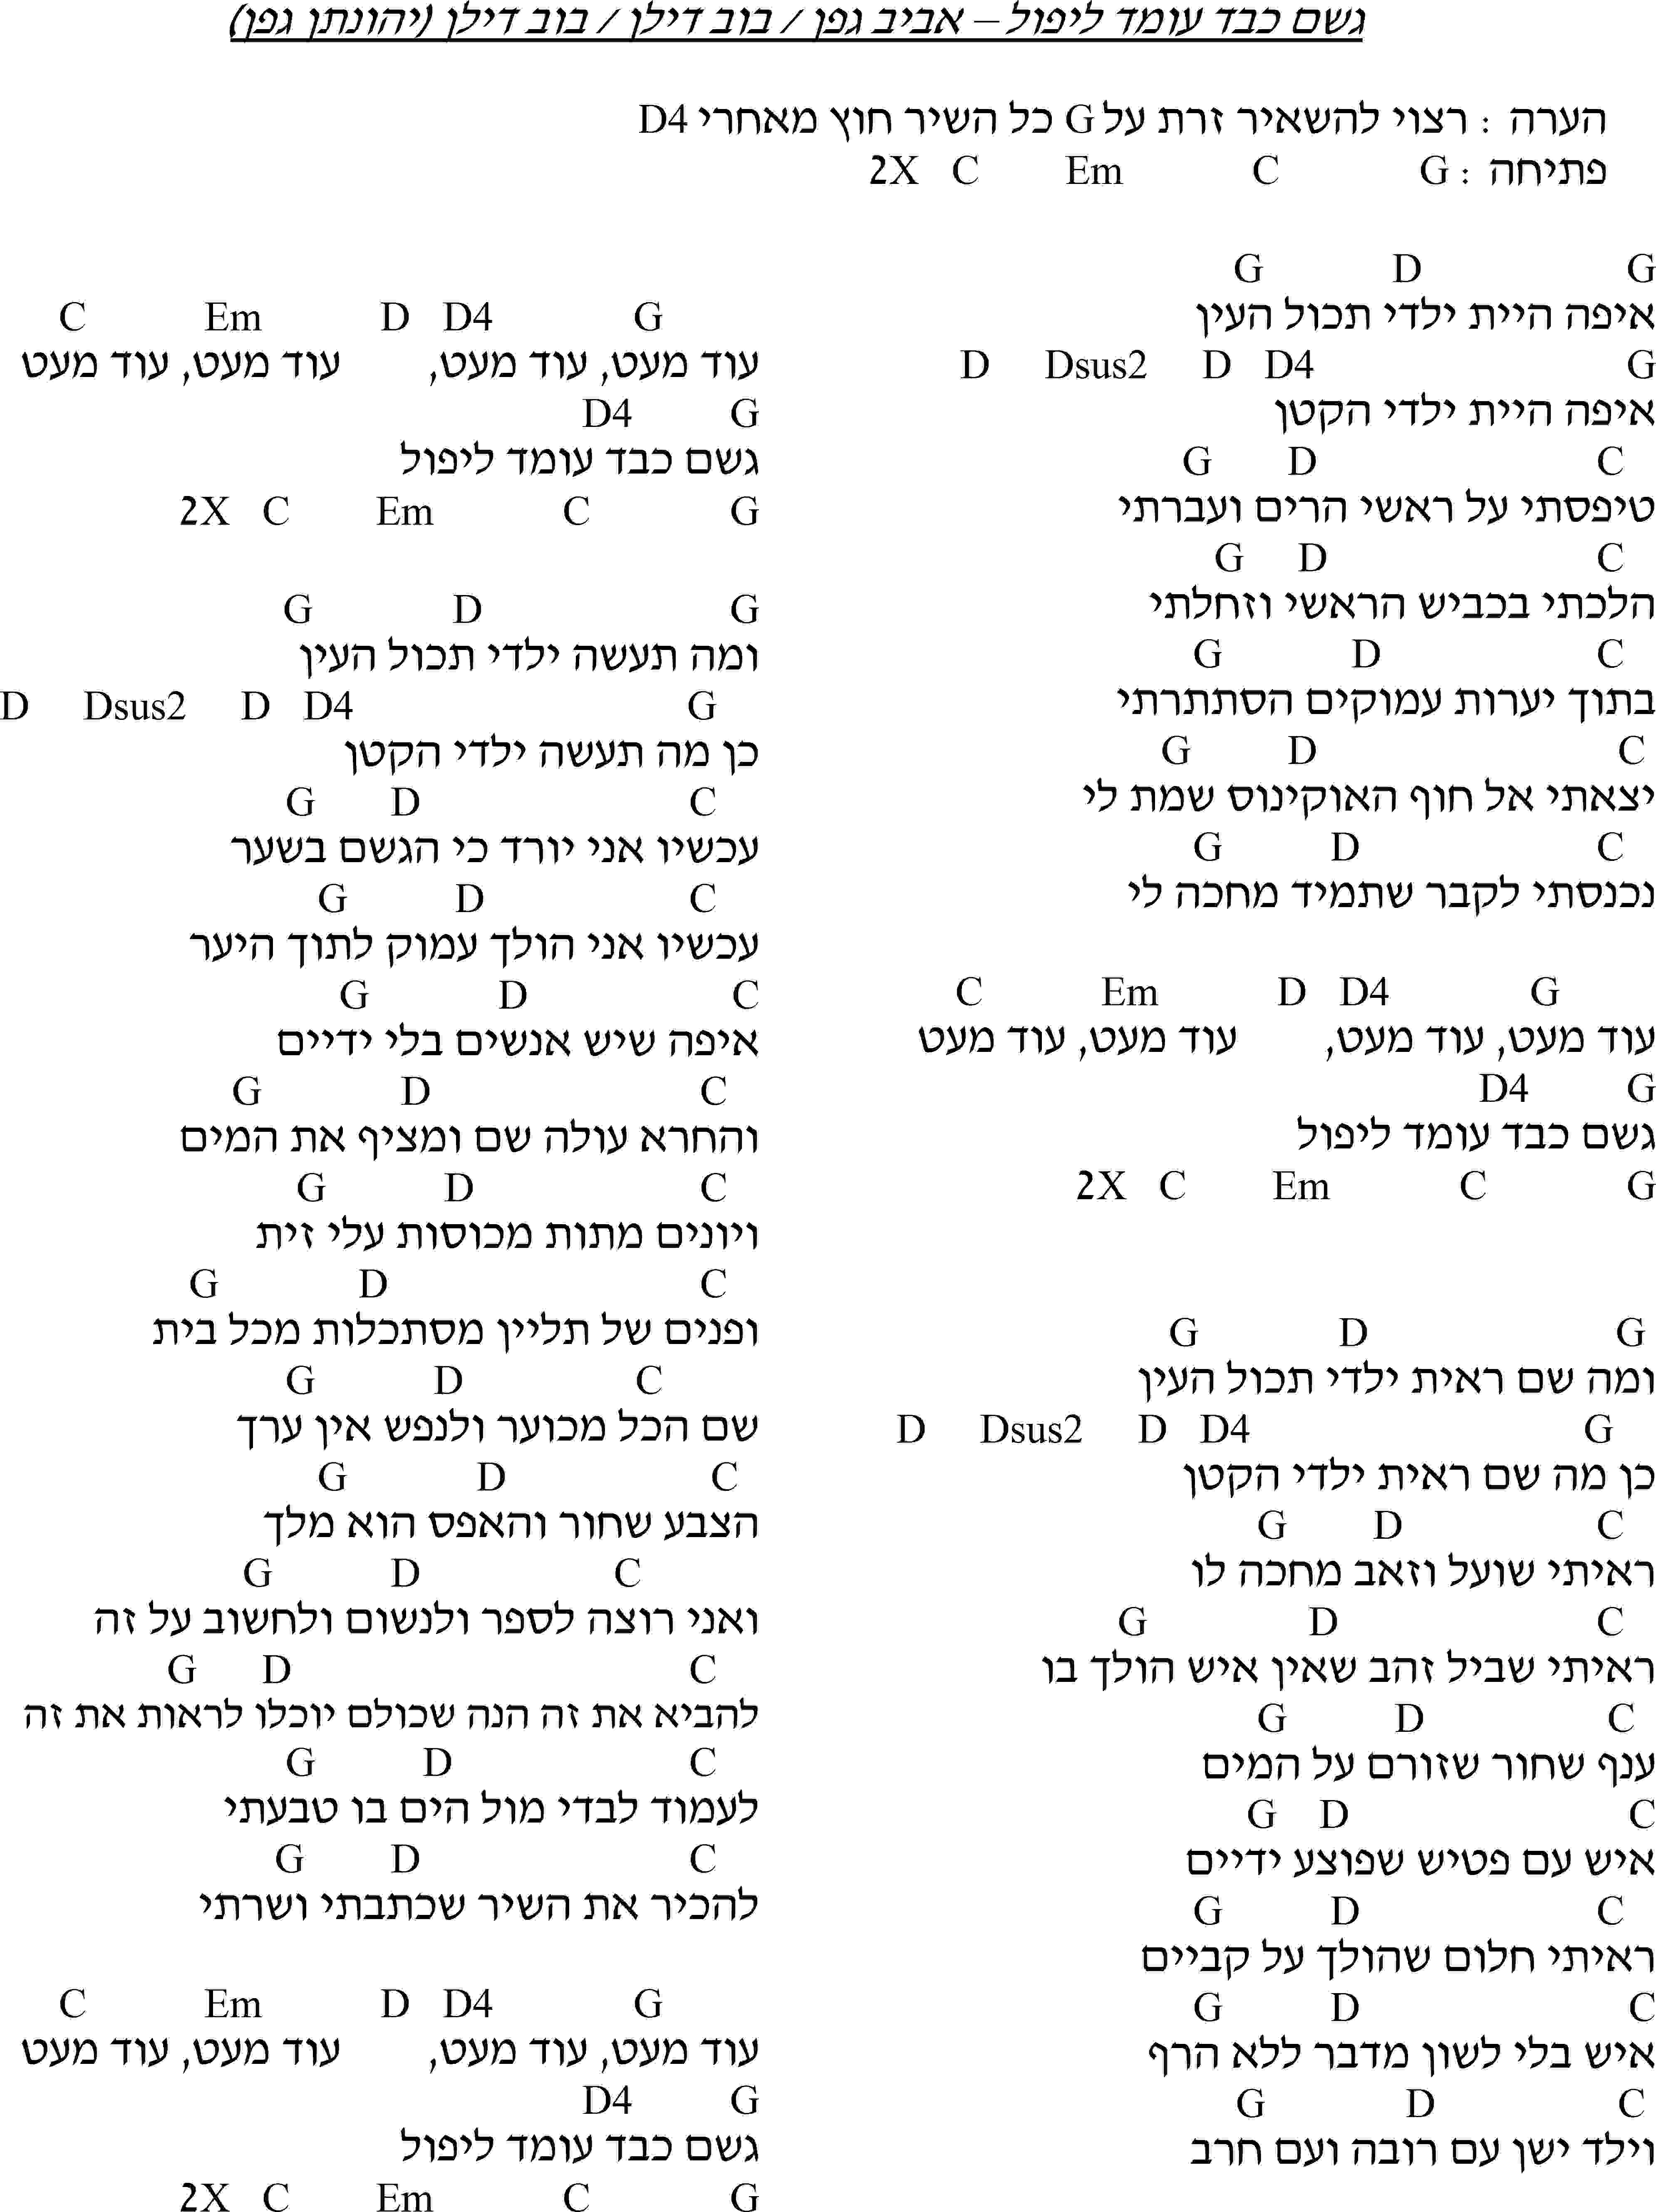 גשם כבד עומד ליפול – אביב גפן / בוב דילן / בוב דילן (יהונתן גפן)
הערה : רצוי להשאיר זרת על G כל השיר חוץ מאחרי D4
פתיחה : G C Em C 2X
G D G
איפה היית ילדי תכול העין
G D4 D Dsus2 D
איפה היית ילדי הקטן
C D G
טיפסתי על ראשי הרים ועברתי
C D G
הלכתי בכביש הראשי וזחלתי
C D G
בתוך יערות עמוקים הסתתרתי
C D G
יצאתי אל חוף האוקינוס שמת לי
C D G
נכנסתי לקבר שתמיד מחכה לי
G D4 D Em C
עוד מעט, עוד מעט, עוד מעט, עוד מעט
G D4
גשם כבד עומד ליפול
G C Em C 2X
G D G
ומה שם ראית ילדי תכול העין
G D4 D Dsus2 D
כן מה שם ראית ילדי הקטן
C D G
ראיתי שועל וזאב מחכה לו
C D G
ראיתי שביל זהב שאין איש הולך בו
C D G
ענף שחור שזורם על המים
C D G
איש עם פטיש שפוצע ידיים
C D G
ראיתי חלום שהולך על קביים
C D G
איש בלי לשון מדבר ללא הרף
C D G
וילד ישן עם רובה ועם חרב
G D4 D Em C
עוד מעט, עוד מעט, עוד מעט, עוד מעט
G D4
גשם כבד עומד ליפול
G C Em C 2X
G D G
ומה תעשה ילדי תכול העין
G D4 D Dsus2 D
כן מה תעשה ילדי הקטן
C D G
עכשיו אני יורד כי הגשם בשער
C D G
עכשיו אני הולך עמוק לתוך היער
C D G
איפה שיש אנשים בלי ידיים
C D G
והחרא עולה שם ומציף את המים
C D G
ויונים מתות מכוסות עלי זית
C D G
ופנים של תליין מסתכלות מכל בית
C D G
שם הכל מכוער ולנפש אין ערך
C D G
הצבע שחור והאפס הוא מלך
C D G
ואני רוצה לספר ולנשום ולחשוב על זה
C D G
להביא את זה הנה שכולם יוכלו לראות את זה
C D G
לעמוד לבדי מול הים בו טבעתי
C D G
להכיר את השיר שכתבתי ושרתי
G D4 D Em C
עוד מעט, עוד מעט, עוד מעט, עוד מעט
G D4
גשם כבד עומד ליפול
G C Em C 2X